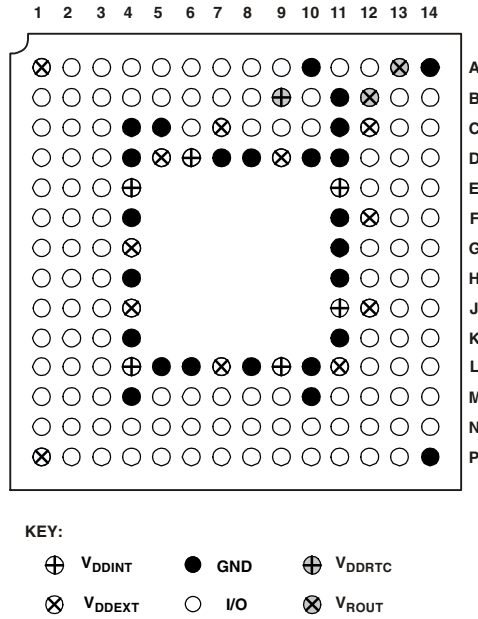 1 2 3 4 5 6 7 8 9 10 11 12 13 14
A
B
C
D
E
F
G
H
J
K
L
M
N
P
KEY:
VDDINT GND VDDRTC
VDDEXT I/O VROUT